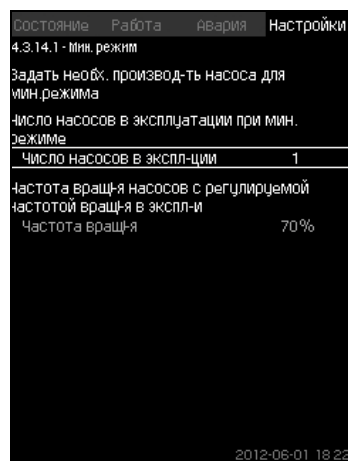 Состояние Работа Авария Настройки
4.3.14.1 - Мин. режим
Задать необх. производ-ть насоса для
мин.режима
Число насосов в эксплуатации при мин.
режиме
Число насосов в экспл-ции 1
Частота вращ-я насосов с регулируемой
частотой вращ-я в экспл-и
Частота вращ-я 70%
2012-06-01 18:22